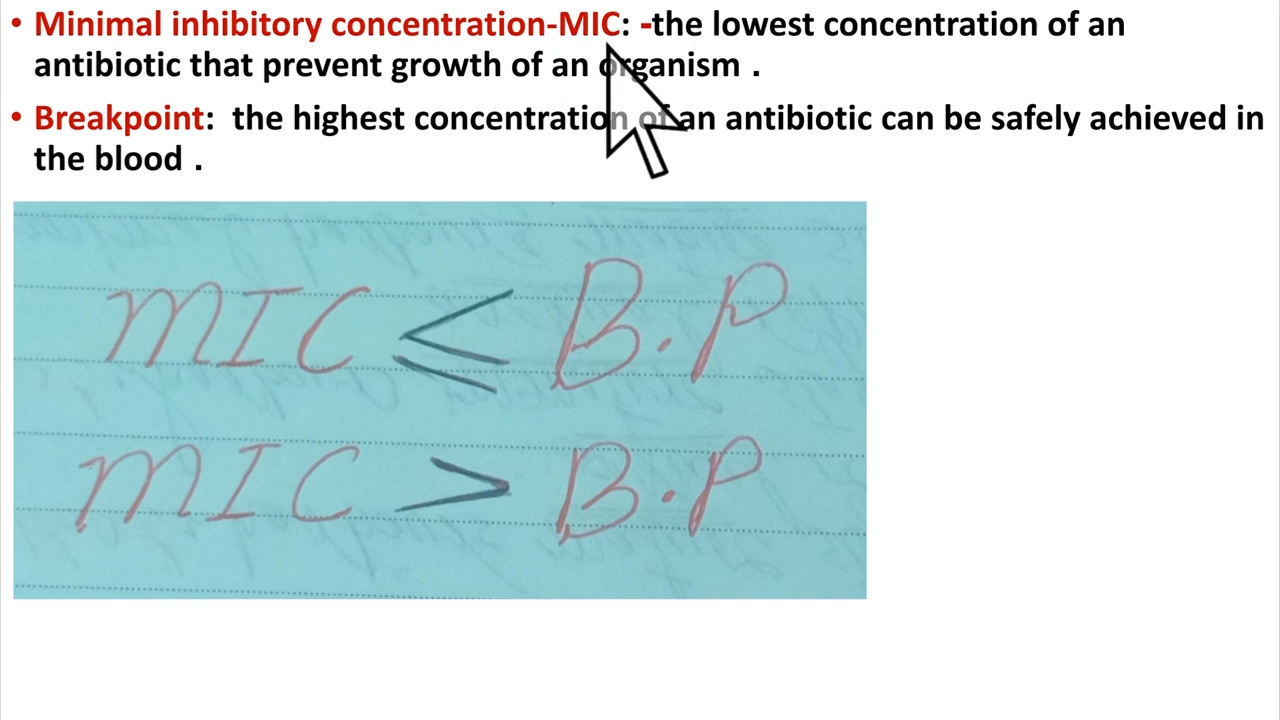 • Minimal inhibitory concentration-MIC: -the lowest concentration of an
antibiotic that prevent growth of an organism .
• Breakpoint:  the highest concentration of an antibiotic can be safely achieved in
the blood .
MIC ≤ B.P
MIC > B.P